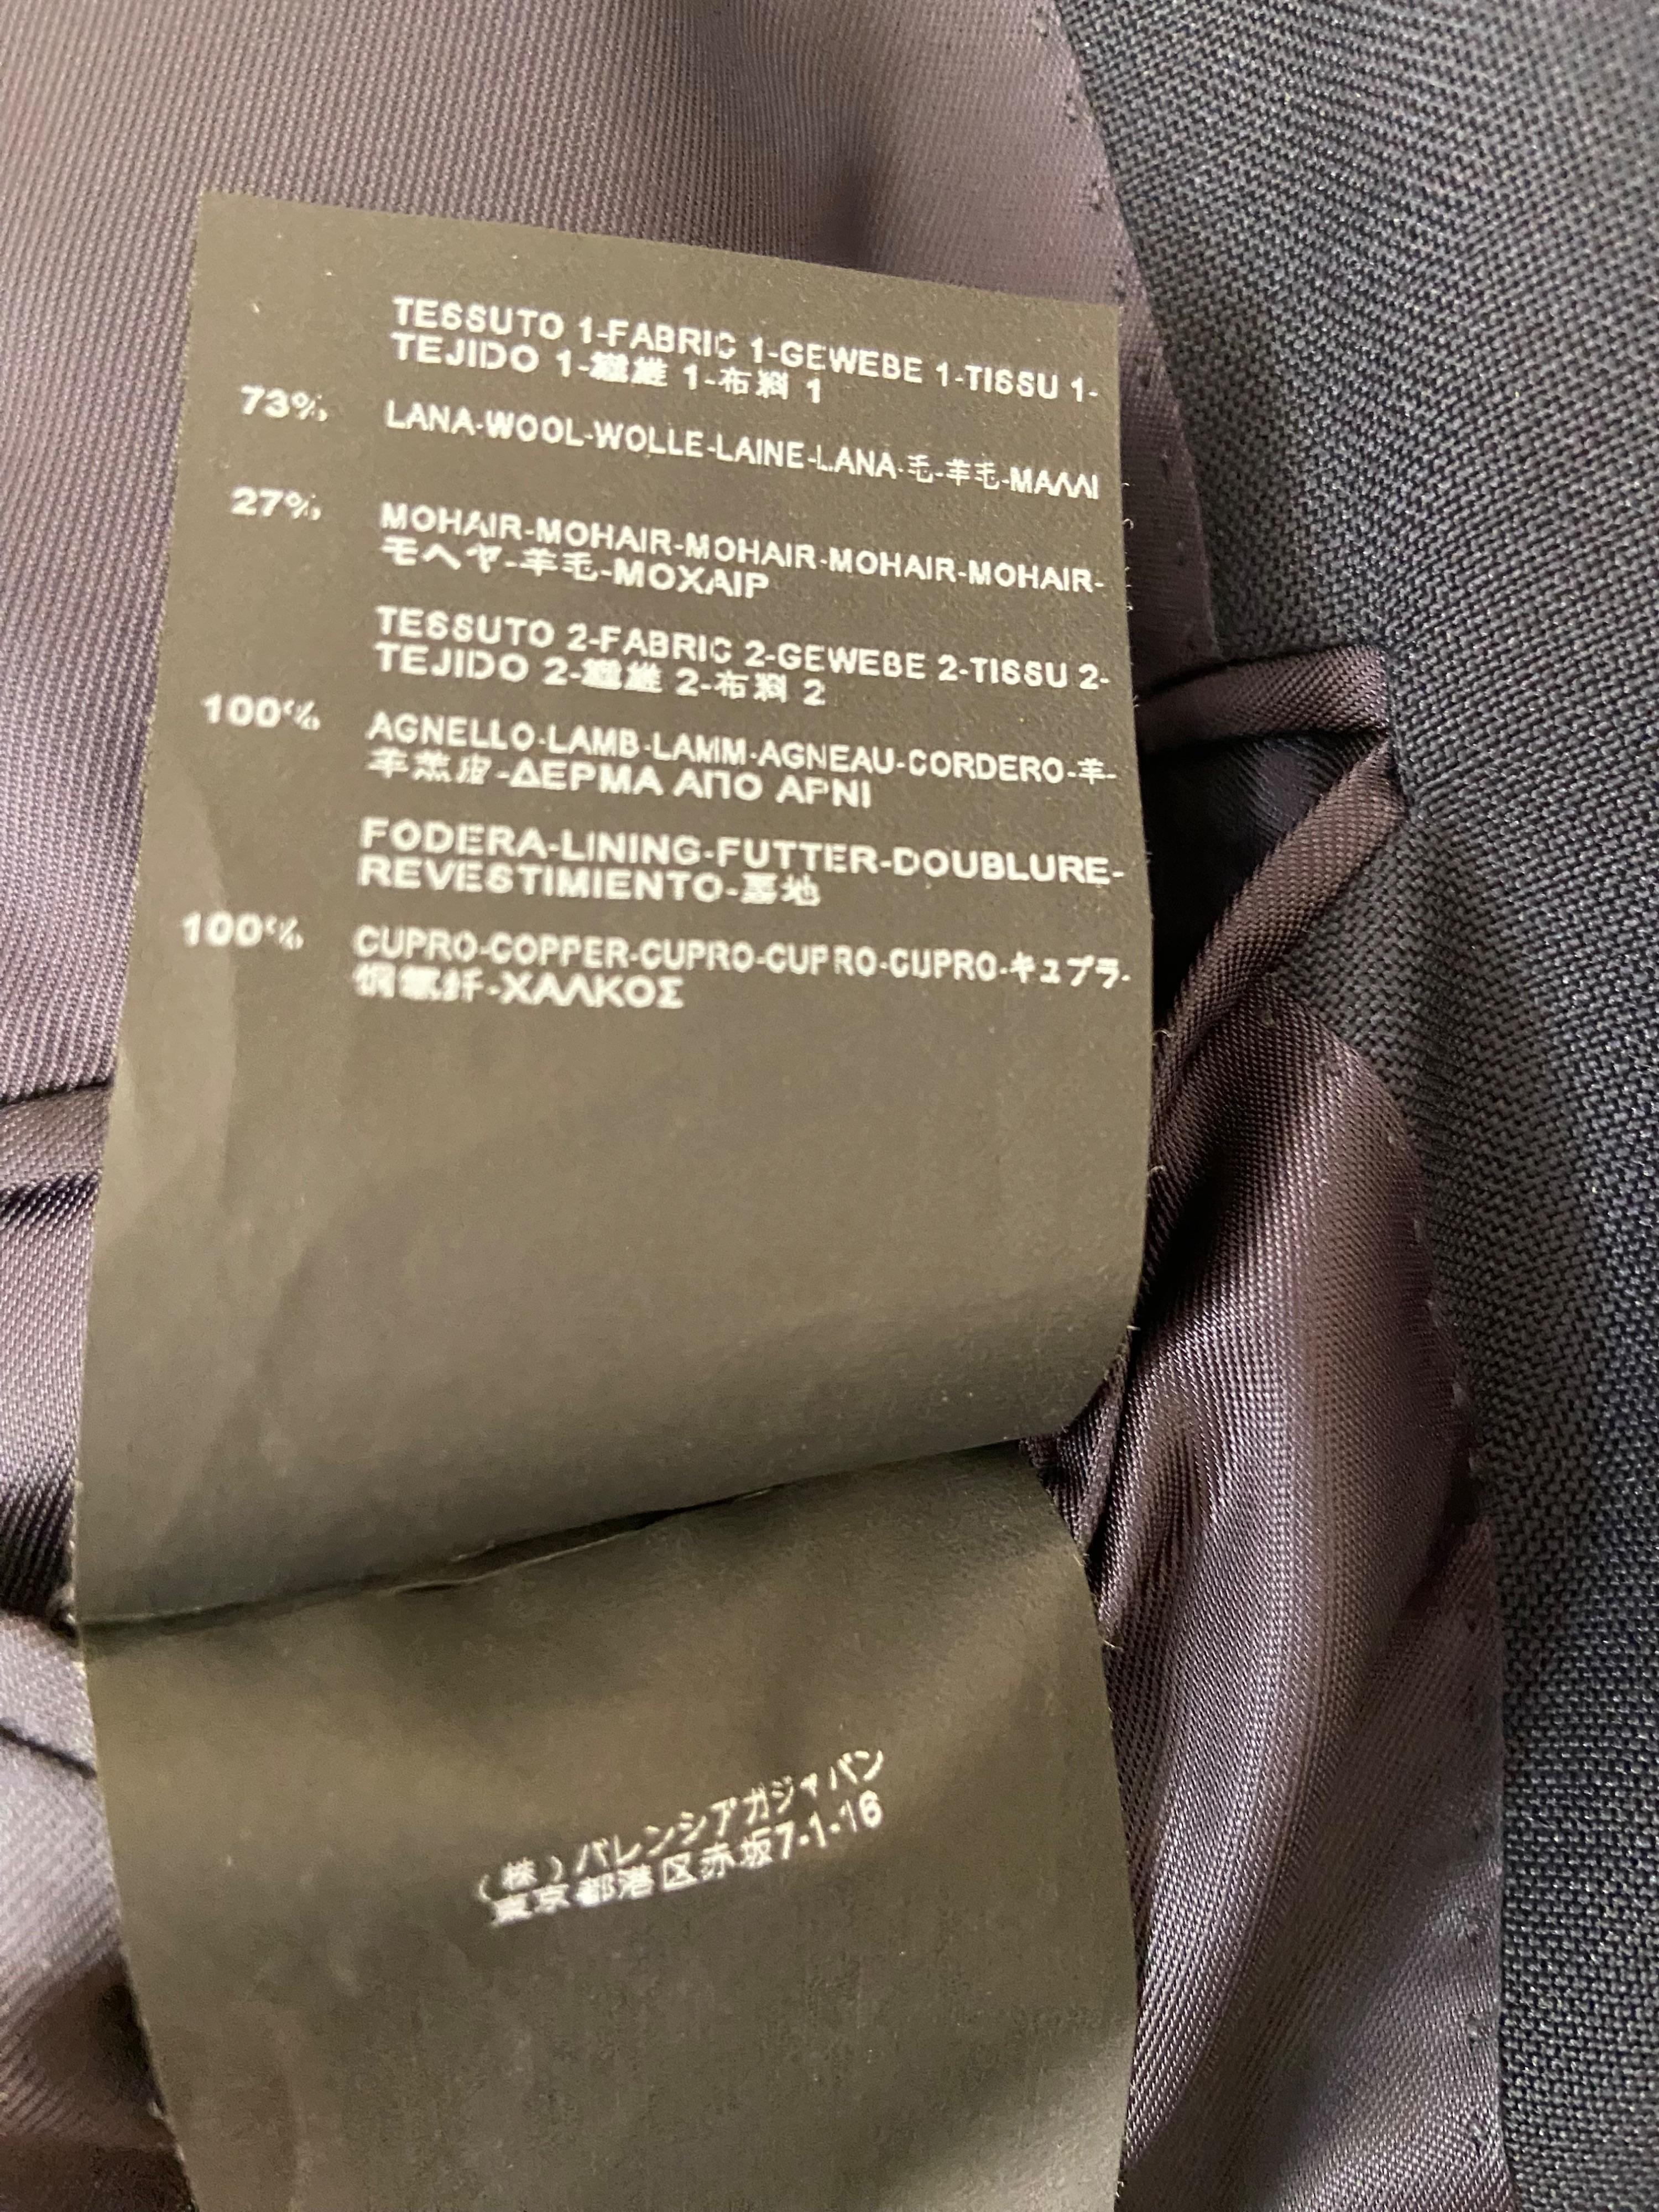 TESSUTO 1-FABRIC 1-GEWEBE 1-TISSU 1-
TEJIDO 1-繊維 1-布料 1
73% LANA-WOOL-WOLLE-LAINE-LANA-毛-羊毛-ΜΑΛΛΙ
27% MOHAIR-MOHAIR-MOHAIR-MOHAIR-MOHAIR-
モヘヤ-羊毛-ΜΟΧΑΙΡ
TESSUTO 2-FABRIC 2-GEWEBE 2-TISSU 2-
TEJIDO 2-繊維 2-布料 2
100% AGNELLO-LAMB-LAMM-AGNEAU-CORDERO-羊-
羊羔皮-ΔΕΡΜΑ ΑΠΟ ΑΡΝΙ
FODERA-LINING-FUTTER-DOUBLURE-
REVESTIMIENTO-裏地
100% CUPRO-COPPER-CUPRO-CUPRO-CUPRO-キュプラ-
铜氨纤-ΧΑΛΚΟΣ
(株)バレンシアガジャパン
東京都港区赤坂7-1-16